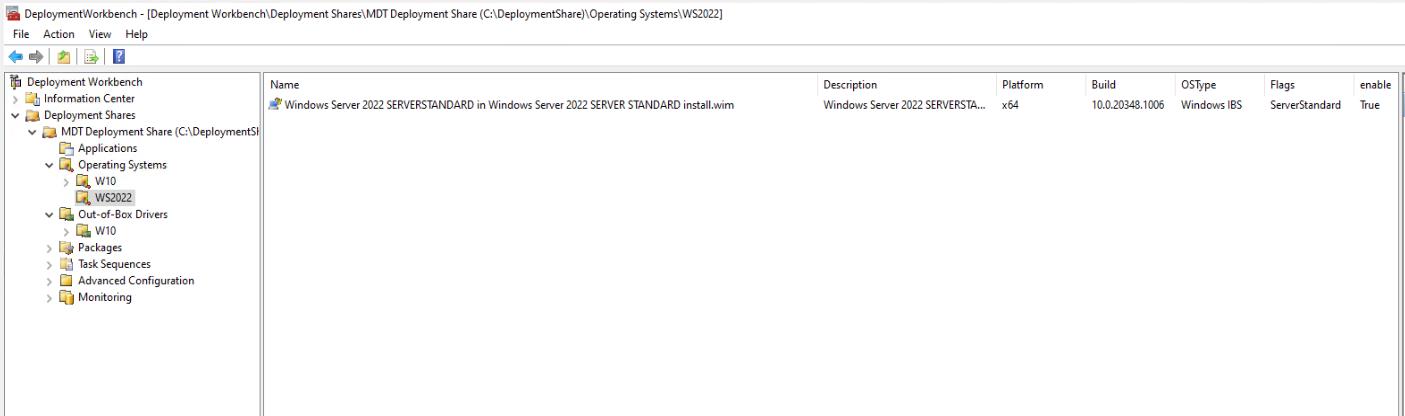 DeploymentWorkbench - [Deployment Workbench\Deployment Shares\MDT Deployment Share (C:\DeploymentShare)\Operating Systems\WS2022]
File Action View Help
Deployment Workbench
Information Center
Deployment Shares
MDT Deployment Share (C:\DeploymentSh
Applications
Operating Systems
W10
WS2022
Out-of-Box Drivers
W10
Packages
Task Sequences
Advanced Configuration
Monitoring
Name Description Platform Build OSType Flags enable
Windows Server 2022 SERVERSTANDARD in Windows Server 2022 SERVER STANDARD install.wim Windows Server 2022 SERVERSTA... x64 10.0.20348.1006 Windows IBS ServerStandard True